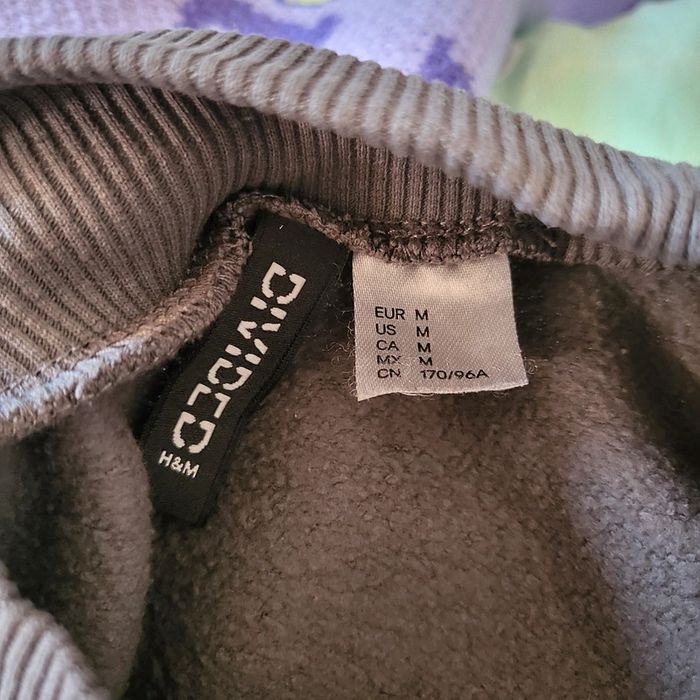 DIVIDED
H&M
EUR M
US M
CA M
MX M
CN 170/96A